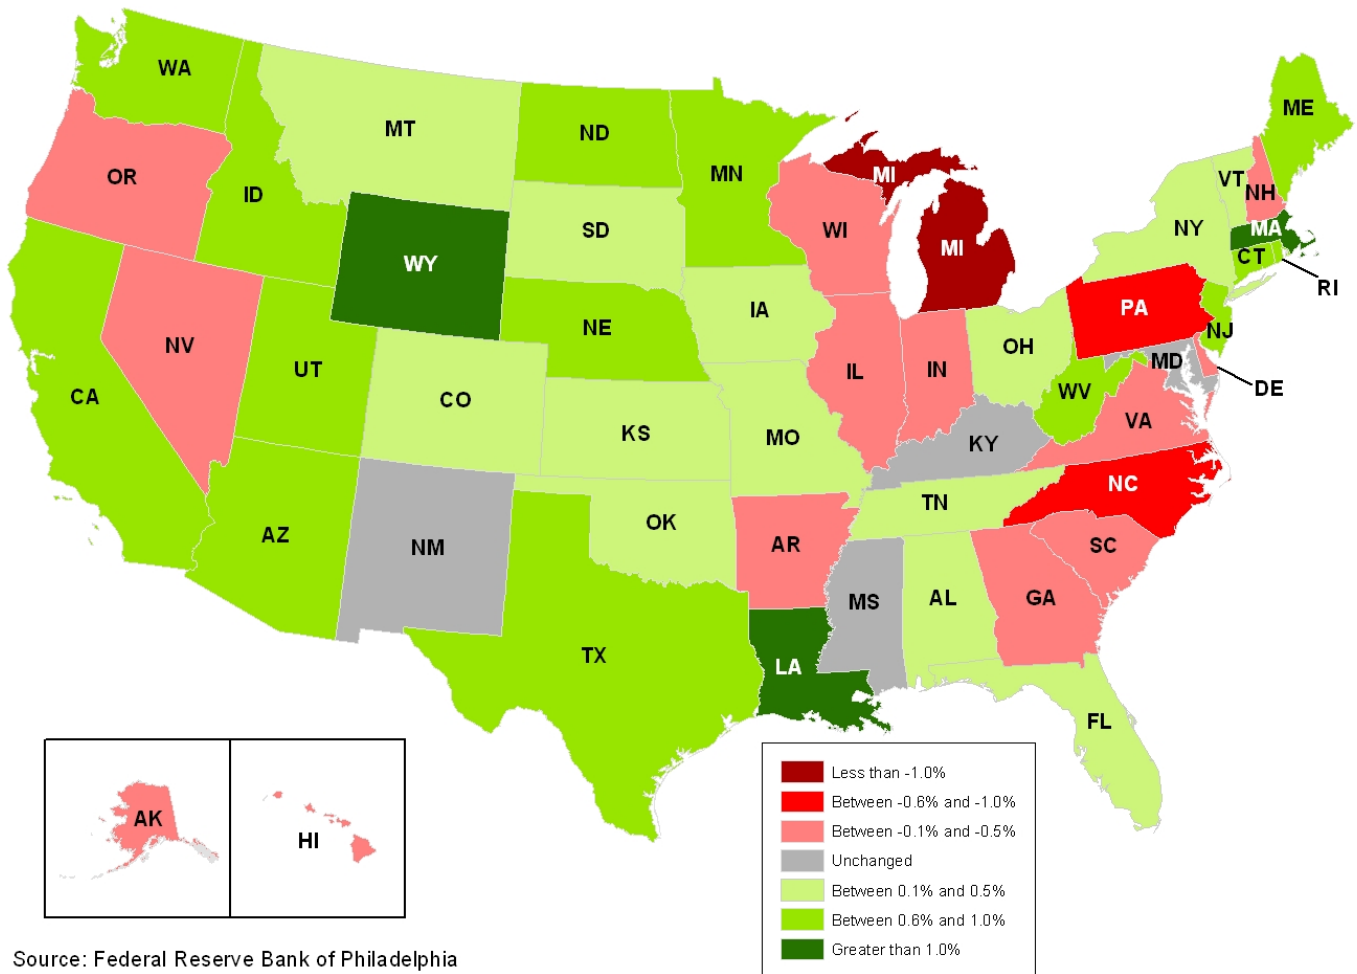 WA
MT
ND
MN
ME
OR
ID
SD
WI
MI
MI
NY
VT
NH
MA
CT
RI
WY
NV
UT
CO
NE
IA
IL
IN
OH
PA
NJ
MD
DE
WV
VA
CA
KS
MO
KY
AZ
NM
OK
AR
TN
NC
SC
TX
LA
MS
AL
GA
FL
AK
HI
Less than -1.0%
Between -0.6% and -1.0%
Between -0.1% and -0.5%
Unchanged
Between 0.1% and 0.5%
Between 0.6% and 1.0%
Greater than 1.0%
Source: Federal Reserve Bank of Philadelphia